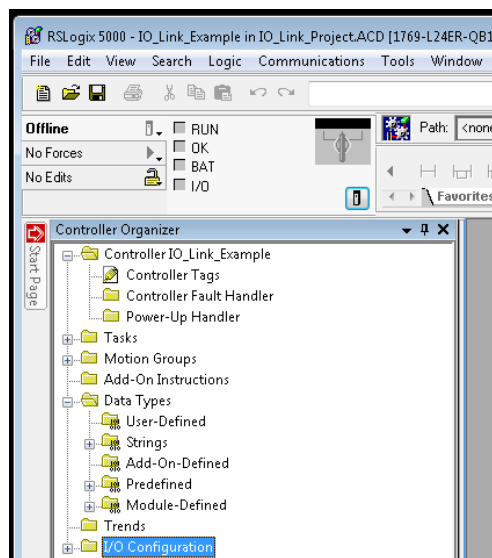 RSLogix 5000 - IO_Link_Example in IO_Link_Project.ACD [1769-L24ER-QB1
File Edit View Search Logic Communications Tools Window
Offline RUN Path: <none
No Forces OK
BAT
No Edits I/O
Favorites
Start Page
Controller Organizer
Controller IO_Link_Example
Controller Tags
Controller Fault Handler
Power-Up Handler
Tasks
Motion Groups
Add-On Instructions
Data Types
User-Defined
Strings
Add-On-Defined
Predefined
Module-Defined
Trends
I/O Configuration